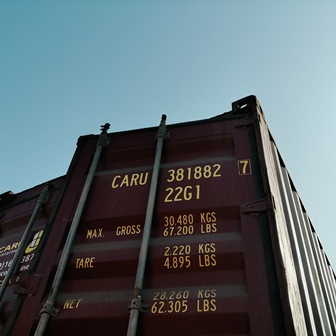 CARU 381882 7
22G1
30.480 KGS
MAX. GROSS 67.200 LBS
2.220 KGS
TARE 4.895 LBS
28.260 KGS
NET 62.305 LBS
CAR